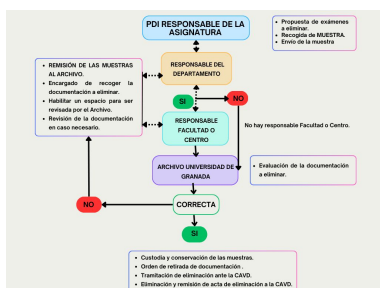 PDI RESPONSABLE DE LA
ASIGNATURA
• Propuesta de exámenes
a eliminar.
• Recogida de MUESTRA.
• Envío de la muestra
RESPONSABLE DEL
DEPARTAMENTO
• REMISIÓN DE LAS MUESTRAS
AL ARCHIVO.
• Encargado de recoger la
documentación a eliminar.
• Habilitar un espacio para ser
revisada por el Archivo.
• Revisión de la documentación
en caso necesario.
SI
NO
RESPONSABLE
FACULTAD O
CENTRO
No hay responsable Facultad o Centro.
ARCHIVO UNIVERSIDAD DE
GRANADA
• Evaluación de la documentación
a eliminar.
NO
CORRECTA
SI
• Custodia y conservación de las muestras.
• Orden de retirada de documentación .
• Tramitación de eliminación ante la CAVD.
• Eliminación y remisión de acta de eliminación a la CAVD.